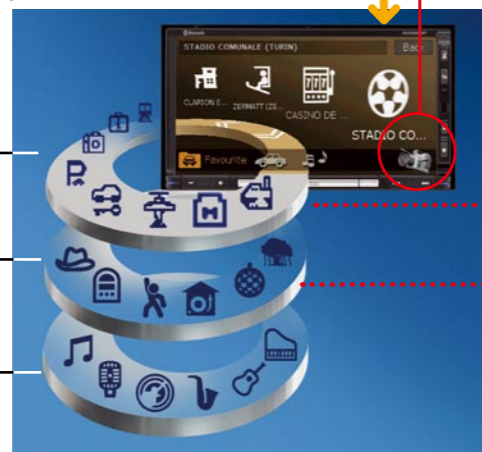 STADIO COMUNALE (TURIN)
Back
CLARION E...
ZERMATT (ZE...
CASINO DE ...
STADIO CO...
Favourite